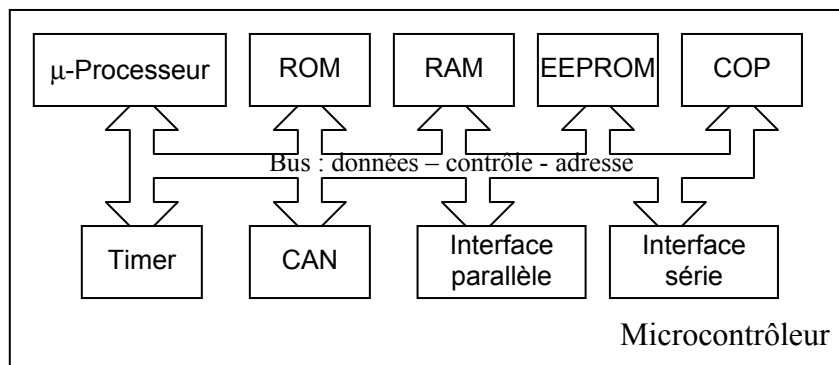 µ-Processeur
ROM
RAM
EEPROM
COP
Bus : données – contrôle - adresse
Timer
CAN
Interface
parallèle
Interface
série
Microcontrôleur